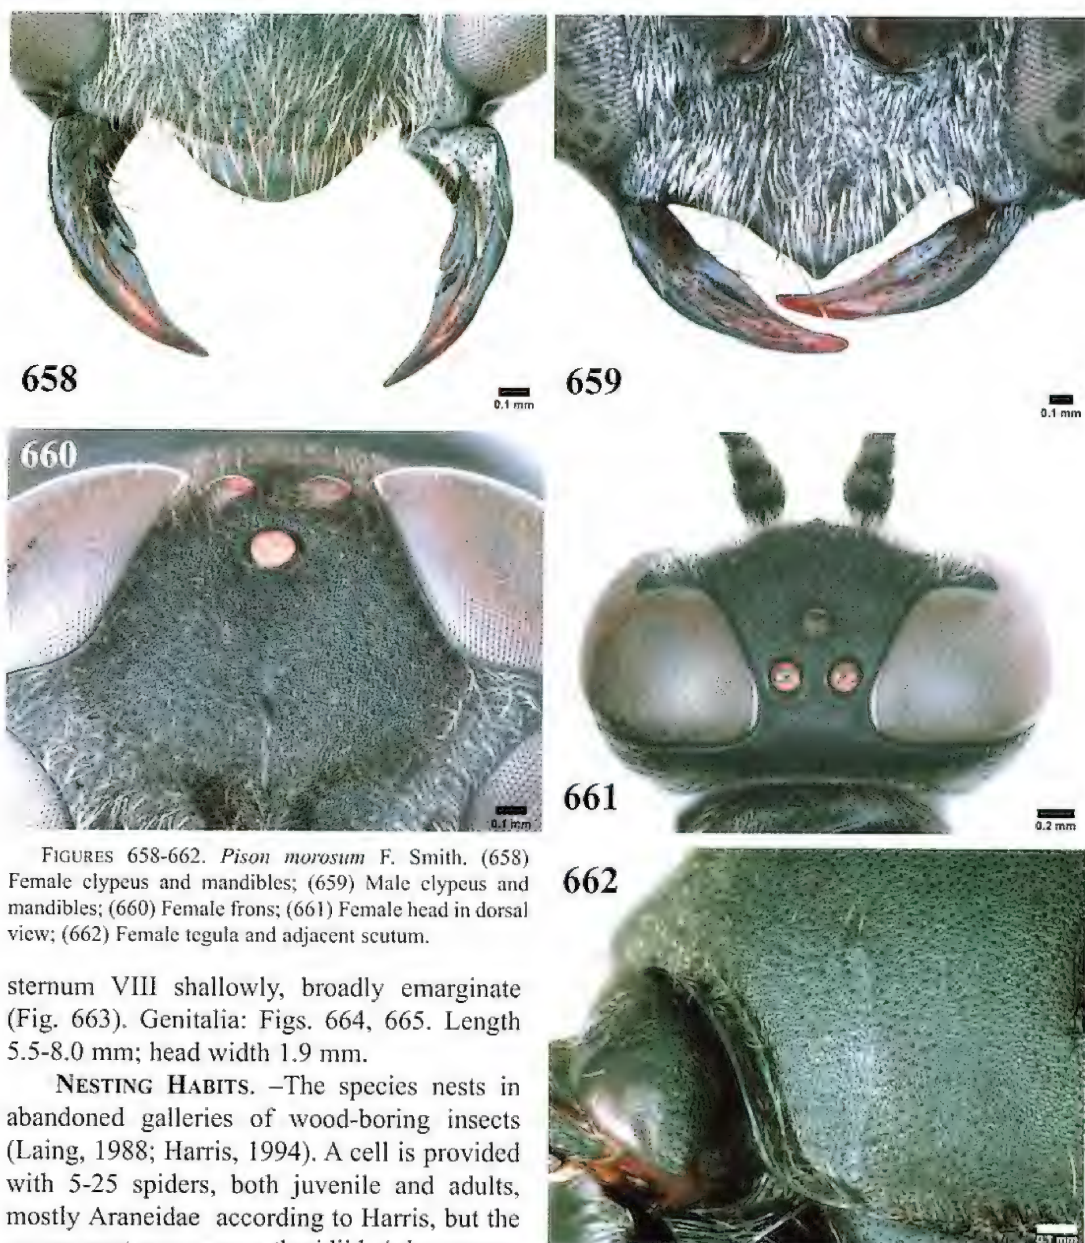 658
0.1 mm
659
0.1 mm
660
0.1 mm
661
0.2 mm
FIGURES 658-662. Pison morosum F. Smith. (658)
Female clypeus and mandibles; (659) Male clypeus and
mandibles; (660) Female frons; (661) Female head in dorsal
view; (662) Female tegula and adjacent scutum.
662
0.1 mm
sternum VIII shallowly, broadly emarginate
(Fig. 663). Genitalia: Figs. 664, 665. Length
5.5-8.0 mm; head width 1.9 mm.
NESTING HABITS. –The species nests in
abandoned galleries of wood-boring insects
(Laing, 1988; Harris, 1994). A cell is provided
with 5-25 spiders, both juvenile and adults,
mostly Araneidae according to Harris, but the